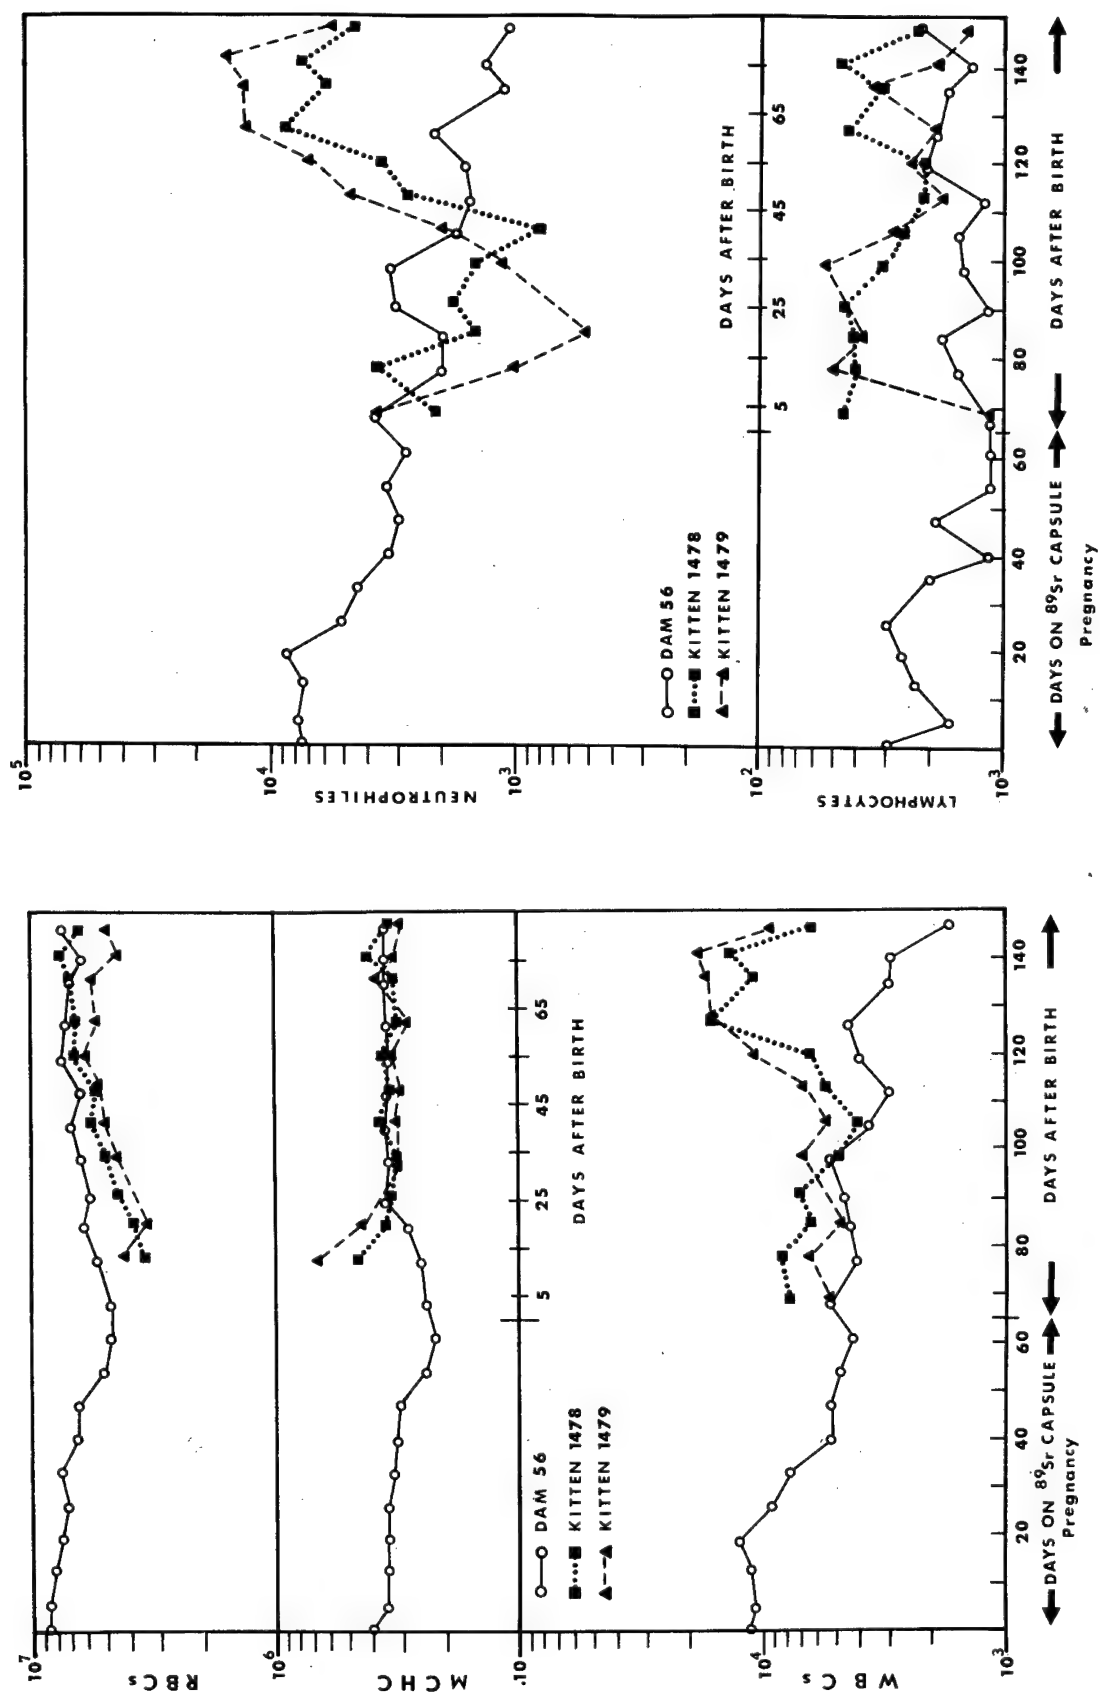 10⁷
RBCs
10⁶
MCHC
.10
5 25 45 65
DAYS AFTER BIRTH
DAM 56
KITTEN 1478
KITTEN 1479
10⁴
WBCs
10³
20 40 60 80 100 120 140
DAYS ON ⁸⁹Sr CAPSULE
DAYS AFTER BIRTH
Pregnancy
10⁵
10⁴
NEUTROPHILES
10³
DAM 56
KITTEN 1478
KITTEN 1479
DAYS AFTER BIRTH
10²
5 25 45 65
LYMPHOCYTES
10³
20 40 60 80 100 120 140
DAYS ON ⁸⁹Sr CAPSULE
DAYS AFTER BIRTH
Pregnancy